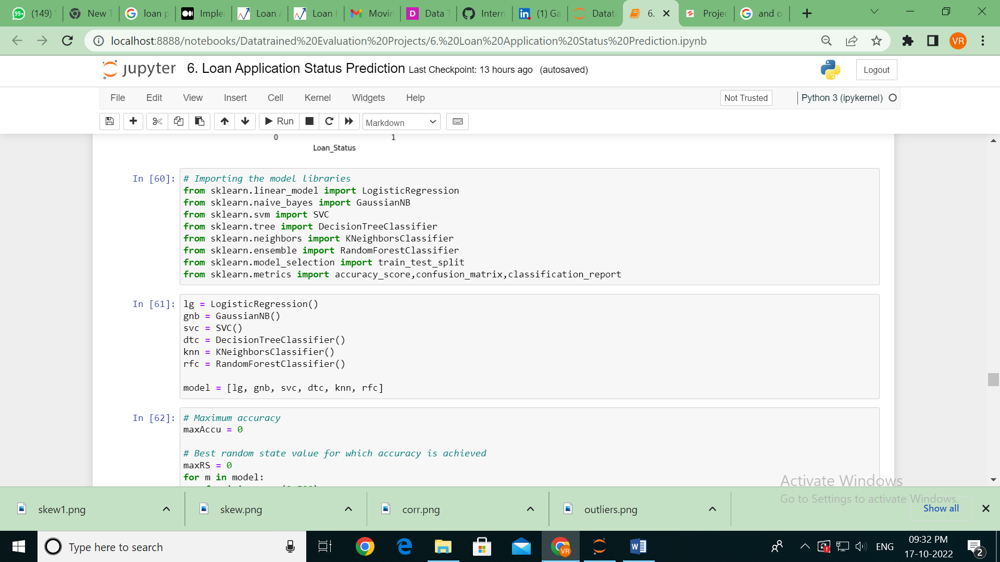 99+ (149) New T loan p Imple Loan / Loan Movin D Data T Intern in (1) Ga Datat 6. Projec and o
localhost:8888/notebooks/Datatrained%20Evaluation%20Projects/6.%20Loan%20Application%20Status%20Prediction.ipynb VR
jupyter 6. Loan Application Status Prediction Last Checkpoint: 13 hours ago (autosaved) Logout
File Edit View Insert Cell Kernel Widgets Help Not Trusted Python 3 (ipykernel)
Run Markdown
0 1
Loan_Status
In [60]: # Importing the model libraries
from sklearn.linear_model import LogisticRegression
from sklearn.naive_bayes import GaussianNB
from sklearn.svm import SVC
from sklearn.tree import DecisionTreeClassifier
from sklearn.neighbors import KNeighborsClassifier
from sklearn.ensemble import RandomForestClassifier
from sklearn.model_selection import train_test_split
from sklearn.metrics import accuracy_score,confusion_matrix,classification_report
In [61]: lg = LogisticRegression()
gnb = GaussianNB()
svc = SVC()
dtc = DecisionTreeClassifier()
knn = KNeighborsClassifier()
rfc = RandomForestClassifier()
model = [lg, gnb, svc, dtc, knn, rfc]
In [62]: # Maximum accuracy
maxAccu = 0
# Best random state value for which accuracy is achieved
maxRS = 0
for m in model:
Activate Windows
Go to Settings to activate Windows.
skew1.png skew.png corr.png outliers.png Show all
Type here to search VR W ENG 09:32 PM
17-10-2022 2